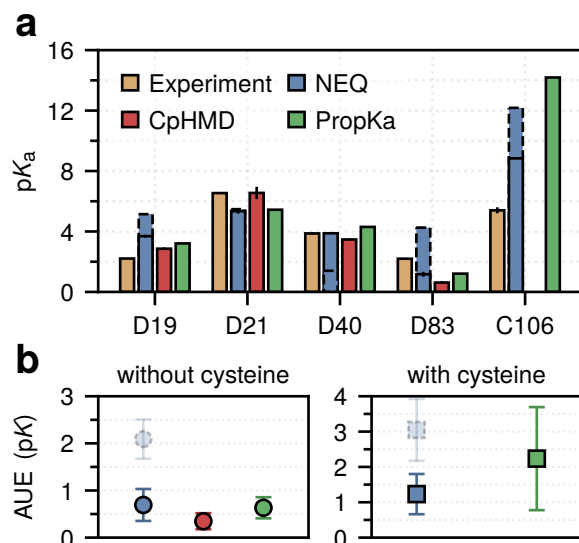 a
16
12
8
4
0
pKa
Experiment
NEQ
CpHMD
PropKa
D19 D21 D40 D83 C106
b
without cysteine
with cysteine
3
2
1
0
AUE (pK)
4
3
2
1
0